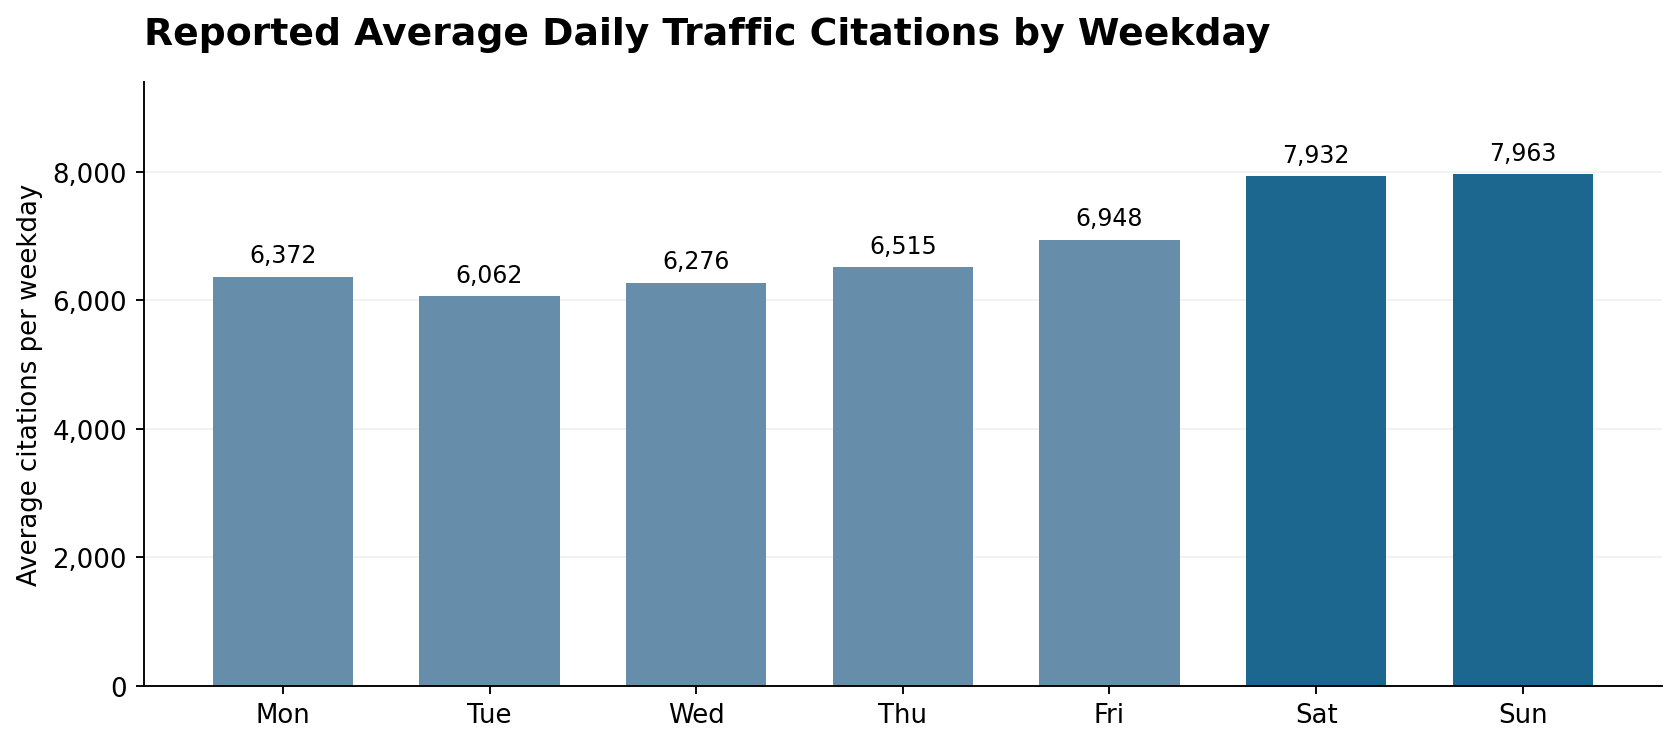 Reported Average Daily Traffic Citations by Weekday
Average citations per weekday
8,000
6,000
4,000
2,000
0
6,372
6,062
6,276
6,515
6,948
7,932
7,963
Mon
Tue
Wed
Thu
Fri
Sat
Sun